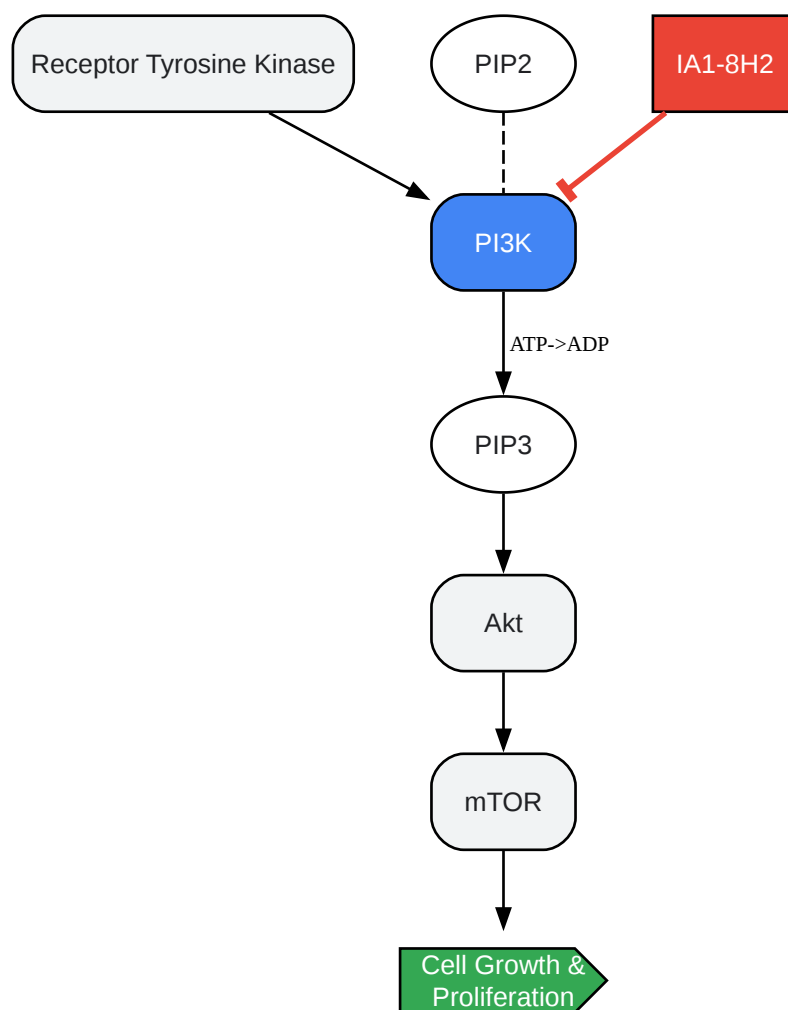 Receptor Tyrosine Kinase
PIP2
IA1-8H2
PI3K
ATP->ADP
PIP3
Akt
mTOR
Cell Growth &
Proliferation